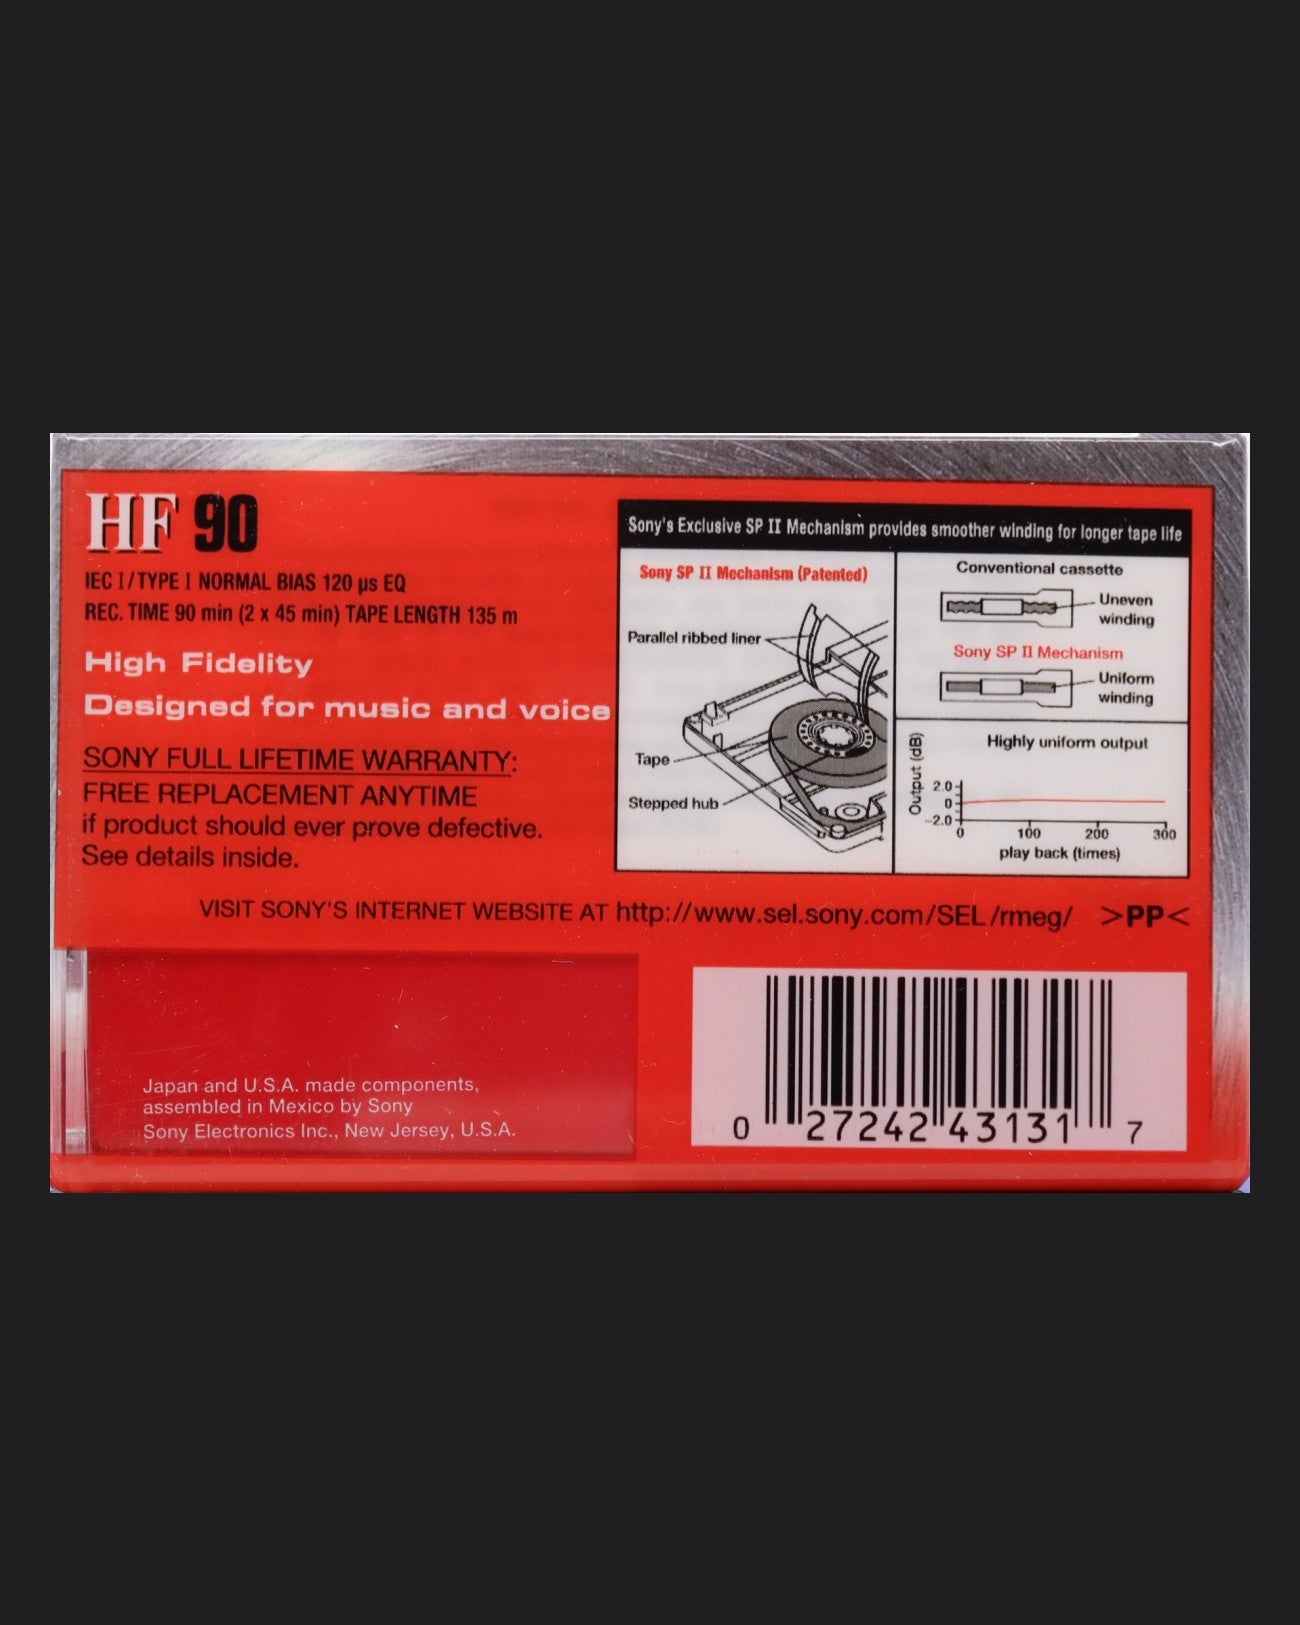 HF 90
IEC I/TYPE I NORMAL BIAS 120 µs EQ
REC. TIME 90 min (2 x 45 min) TAPE LENGTH 135 m
High Fidelity
Designed for music and voice
SONY FULL LIFETIME WARRANTY:
FREE REPLACEMENT ANYTIME
if product should ever prove defective.
See details inside.
Sony's Exclusive SP II Mechanism provides smoother winding for longer tape life
Sony SP II Mechanism (Patented)
Parallel ribbed liner
Tape
Stepped hub
Conventional cassette
Uneven
winding
Sony SP II Mechanism
Uniform
winding
Highly uniform output
Output (dB)
2.0
0
-2.0
0 100 200 300
play back (times)
VISIT SONY'S INTERNET WEBSITE AT http://www.sel.sony.com/SEL/rmeg/ >PP<
Japan and U.S.A. made components,
assembled in Mexico by Sony
Sony Electronics Inc., New Jersey, U.S.A.
0 27242 43131 7